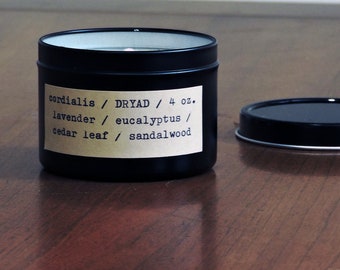 cordialis / DRYAD / 4 oz.
lavender / eucalyptus /
cedar leaf / sandalwood